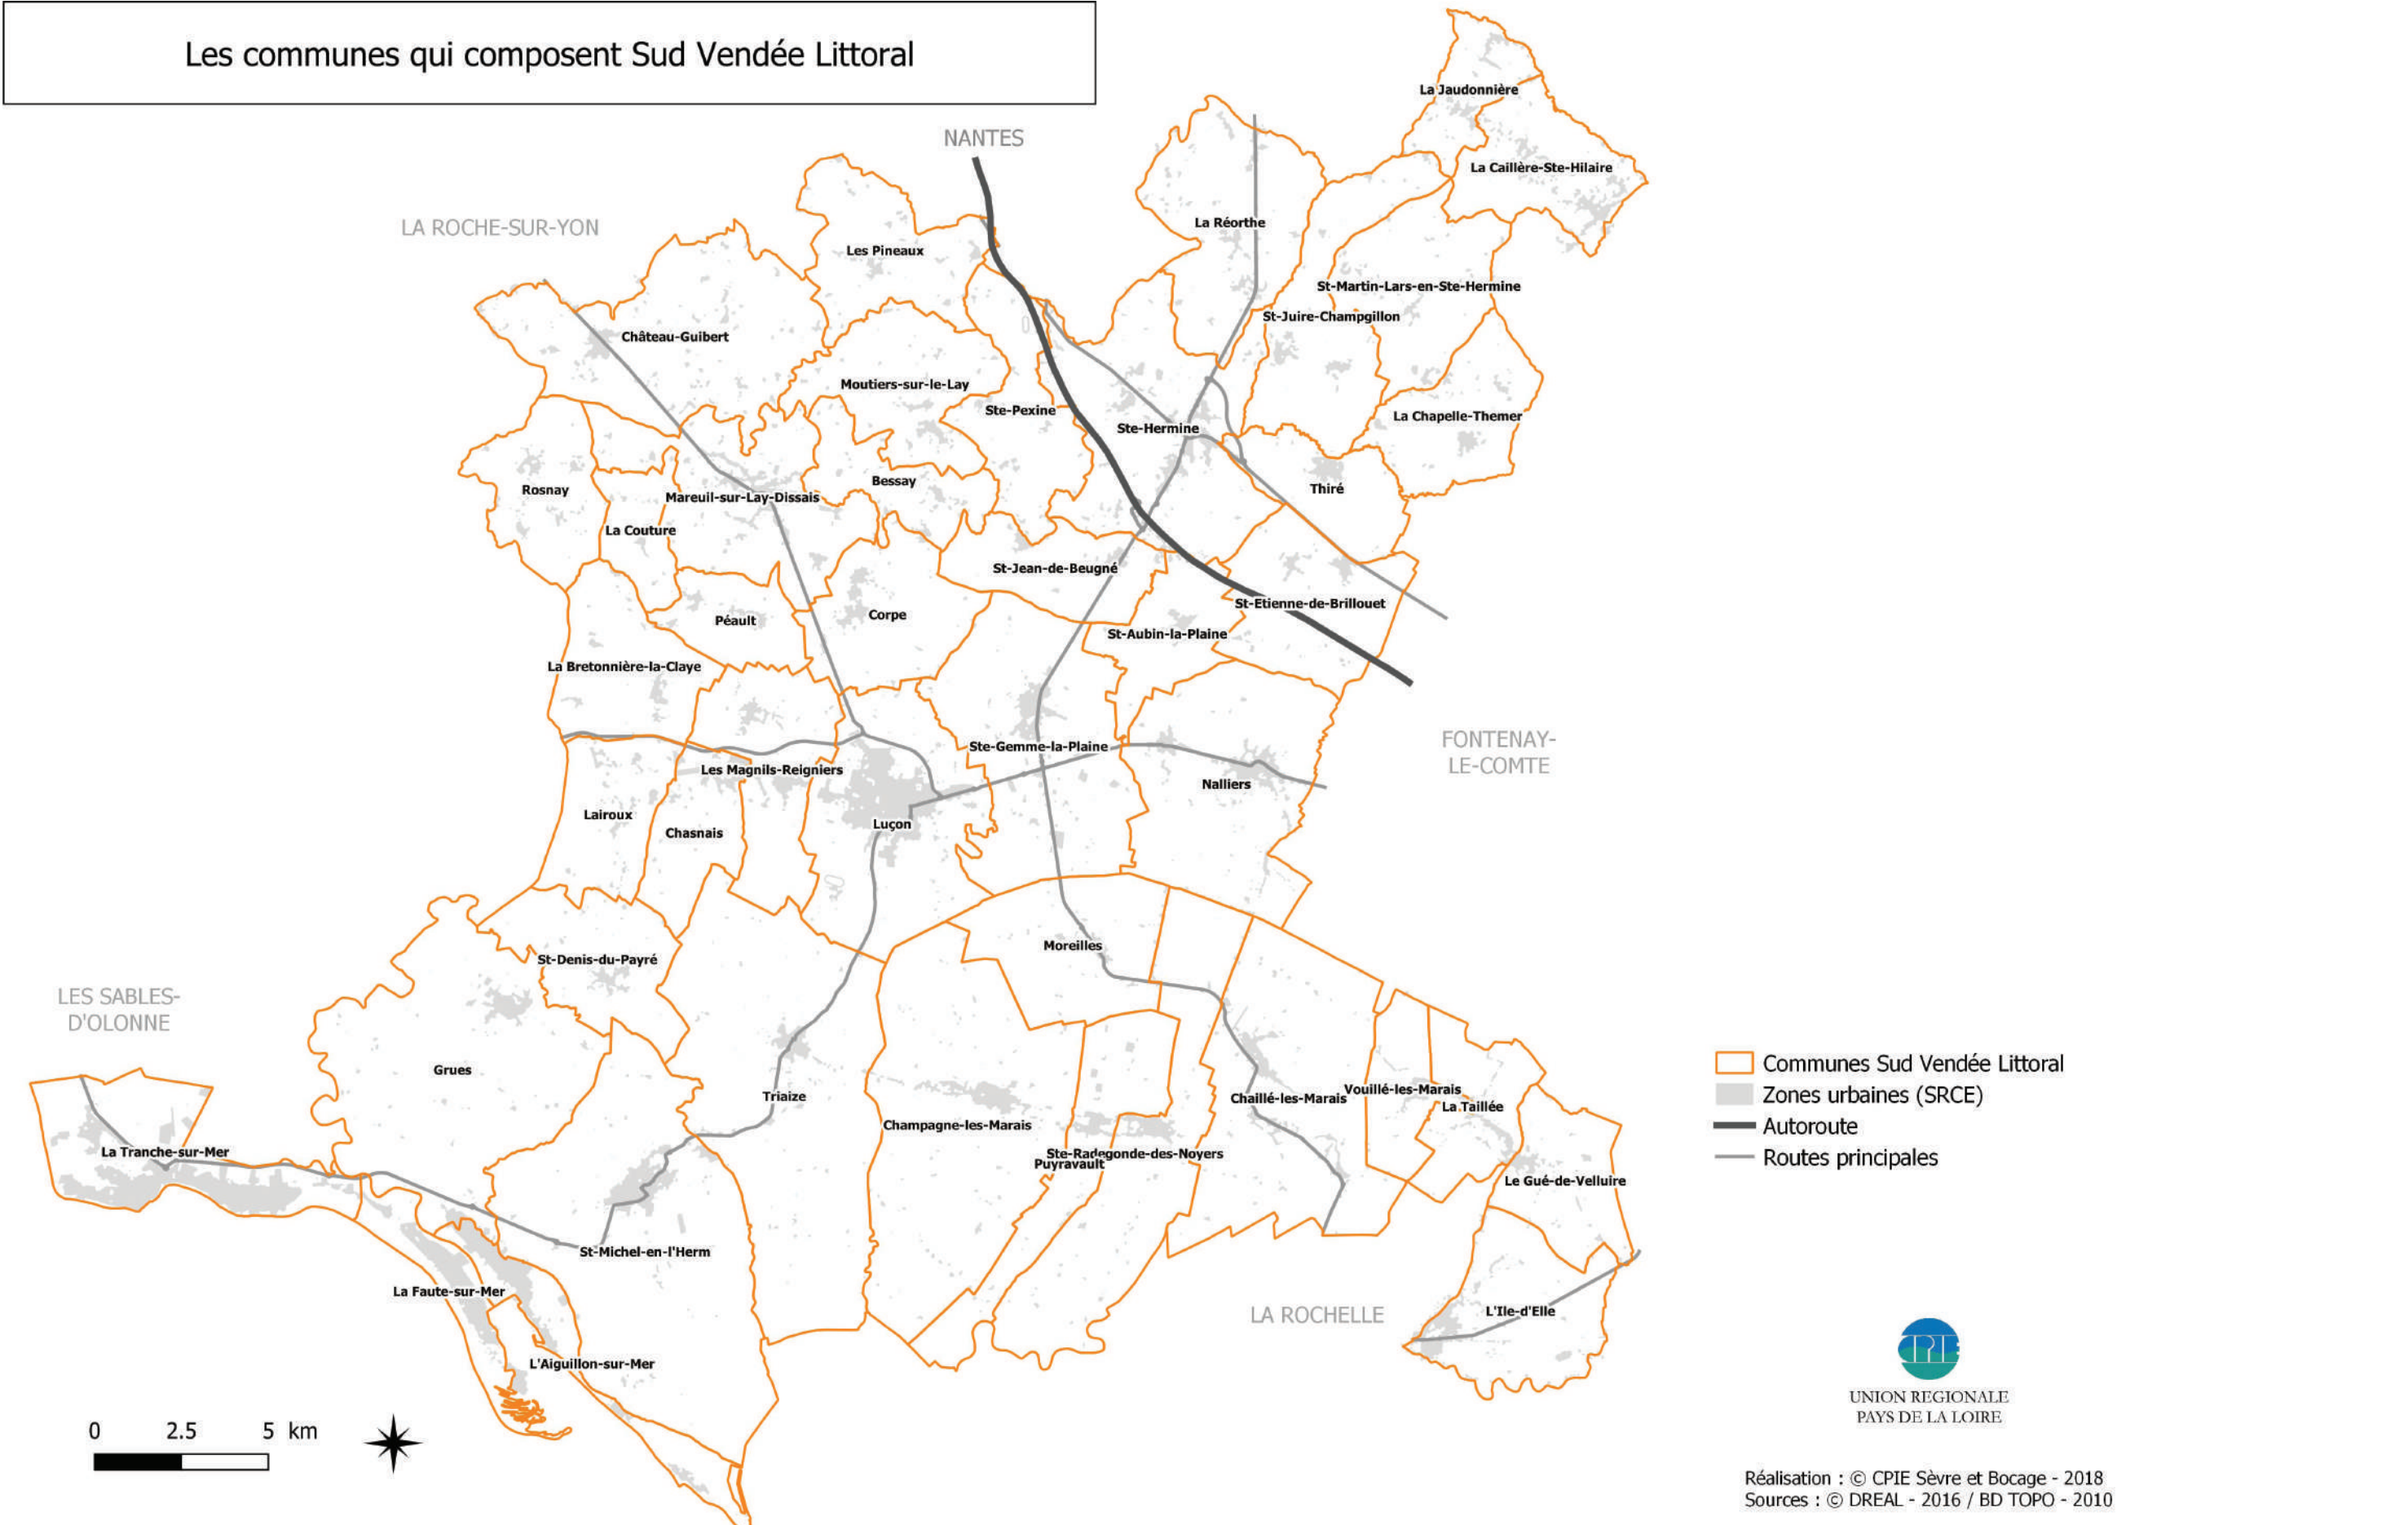 Les communes qui composent Sud Vendée Littoral
La Jaudonnière
NANTES
La Caillère-Ste-Hilaire
LA ROCHE-SUR-YON
La Réorthe
Les Pineaux
St-Martin-Lars-en-Ste-Hermine
St-Juire-Champgillon
Château-Guibert
Moutiers-sur-le-Lay
Ste-Pexine
La Chapelle-Themer
Ste-Hermine
Bessay
Rosnay
Thiré
Mareuil-sur-Lay-Dissais
La Couture
St-Jean-de-Beugné
St-Etienne-de-Brillouet
Corpe
Péault
St-Aubin-la-Plaine
La Bretonnière-la-Claye
FONTENAY-
LE-COMTE
Ste-Gemme-la-Plaine
Les Magnils-Reigniers
Nalliers
Lairoux
Luçon
Chasnais
Moreilles
St-Denis-du-Payré
LES SABLES-
D'OLONNE
Grues
Triaize
Vouillé-les-Marais
Chaillé-les-Marais
La Taillée
Champagne-les-Marais
La Tranche-sur-Mer
Ste-Radegonde-des-Noyers
Puyravault
Le Gué-de-Velluire
St-Michel-en-l'Herm
La Faute-sur-Mer
L'Ile-d'Elle
LA ROCHELLE
L'Aiguillon-sur-Mer
Communes Sud Vendée Littoral
Zones urbaines (SRCE)
Autoroute
Routes principales
0 2.5 5 km
CPIE
UNION REGIONALE
PAYS DE LA LOIRE
Réalisation : © CPIE Sèvre et Bocage - 2018
Sources : © DREAL - 2016 / BD TOPO - 2010